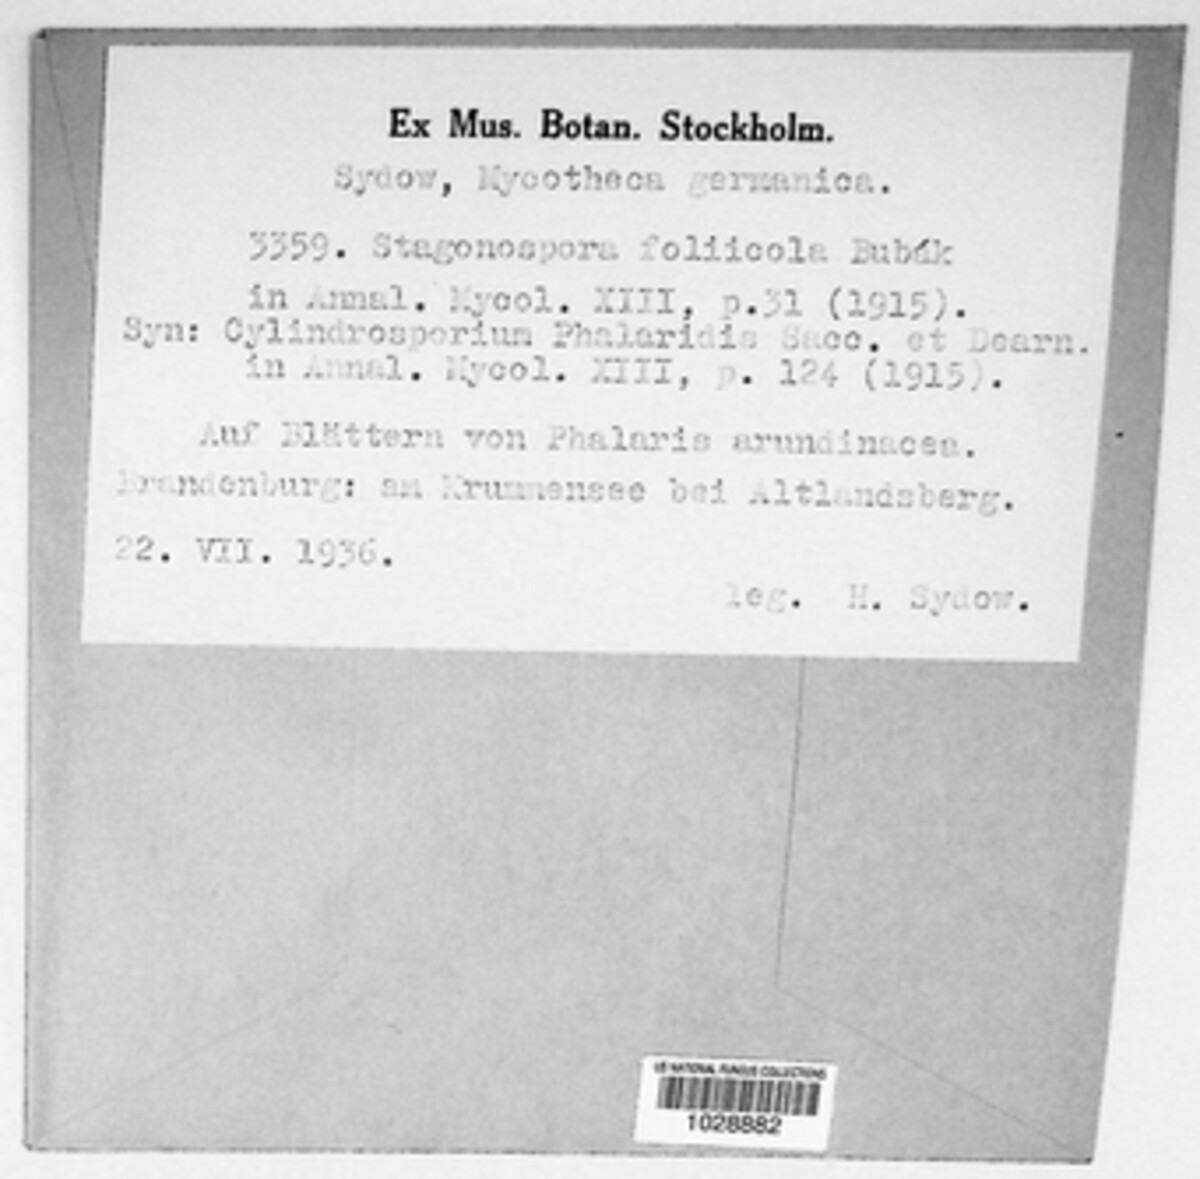 Ex Mus. Botan. Stockholm.
Sydow, Mycotheca germanica.
3359. Stagonospora foliicola Bubák
in Annal. Mycol. XIII, p.31 (1915).
Syn: Cylindrosporium Phalaridis Sacc. et Dearn.
in Annal. Mycol. XIII, p. 124 (1915).
Auf Blättern von Phalaris arundinacea.
Brandenburg: am Krummensee bei Altlandsberg.
22. VII. 1936.
leg. H. Sydow.
US NATIONAL FUNGUS COLLECTIONS
1028882